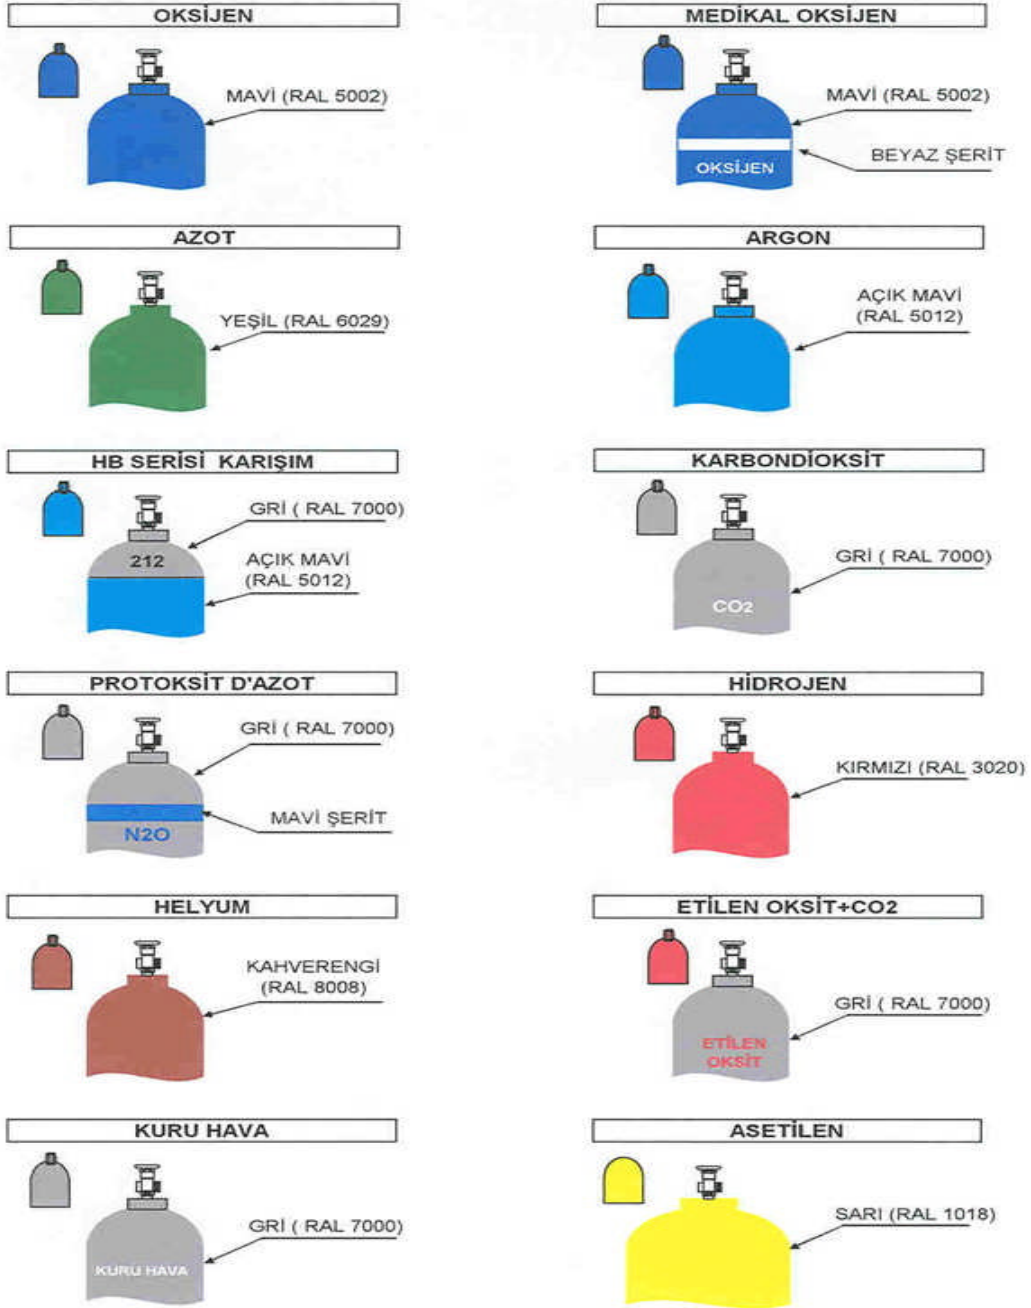 OKSİJEN
MAVİ (RAL 5002)
MEDİKAL OKSİJEN
MAVİ (RAL 5002)
BEYAZ ŞERİT
OKSİJEN
AZOT
YEŞİL (RAL 6029)
ARGON
AÇIK MAVİ
(RAL 5012)
HB SERİSİ KARIŞIM
GRİ ( RAL 7000)
212
AÇIK MAVİ
(RAL 5012)
KARBONDİOKSİT
GRİ ( RAL 7000)
CO2
PROTOKSİT D'AZOT
GRİ ( RAL 7000)
MAVİ ŞERİT
N2O
HİDROJEN
KIRMIZI (RAL 3020)
HELYUM
KAHVERENGİ
(RAL 8008)
ETİLEN OKSİT+CO2
GRİ ( RAL 7000)
ETİLEN
OKSİT
KURU HAVA
GRİ ( RAL 7000)
KURU HAVA
ASETİLEN
SARI (RAL 1018)